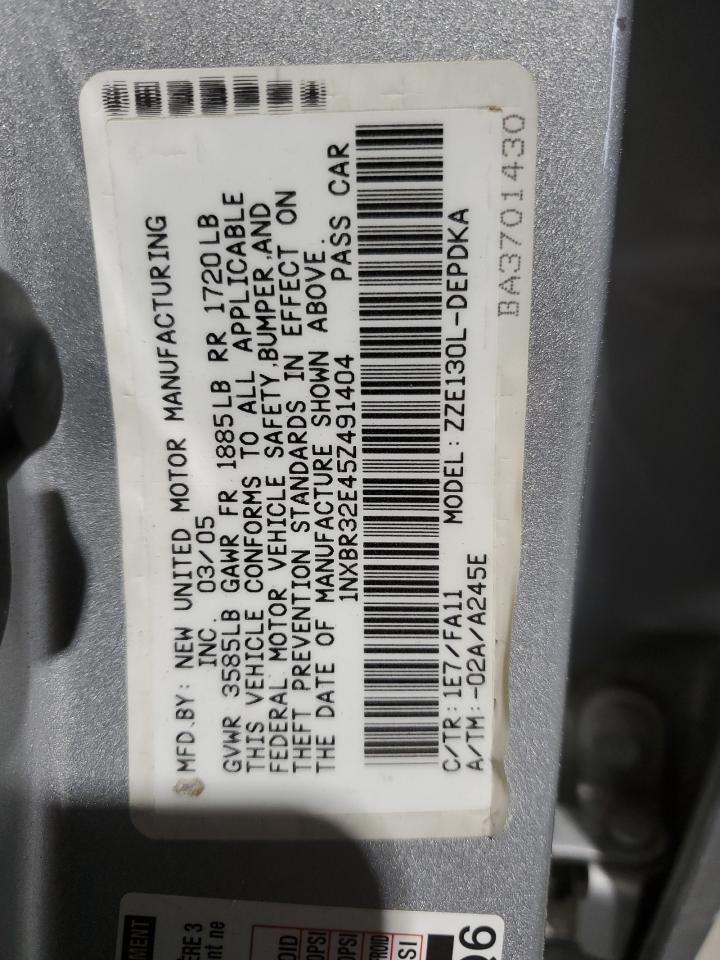 MFD.BY: NEW UNITED MOTOR MANUFACTURING
INC. 03/05
GVWR 3585LB GAWR FR 1885LB RR 1720LB
THIS VEHICLE CONFORMS TO ALL APPLICABLE
FEDERAL MOTOR VEHICLE SAFETY,BUMPER,AND
THEFT PREVENTION STANDARDS IN EFFECT ON
THE DATE OF MANUFACTURE SHOWN ABOVE.
1NXBR32E45Z491404 PASS CAR
C/TR:1E7/FA11 MODEL:ZZE130L-DEPDKA
A/TM:-02A/A245E
BA3701430